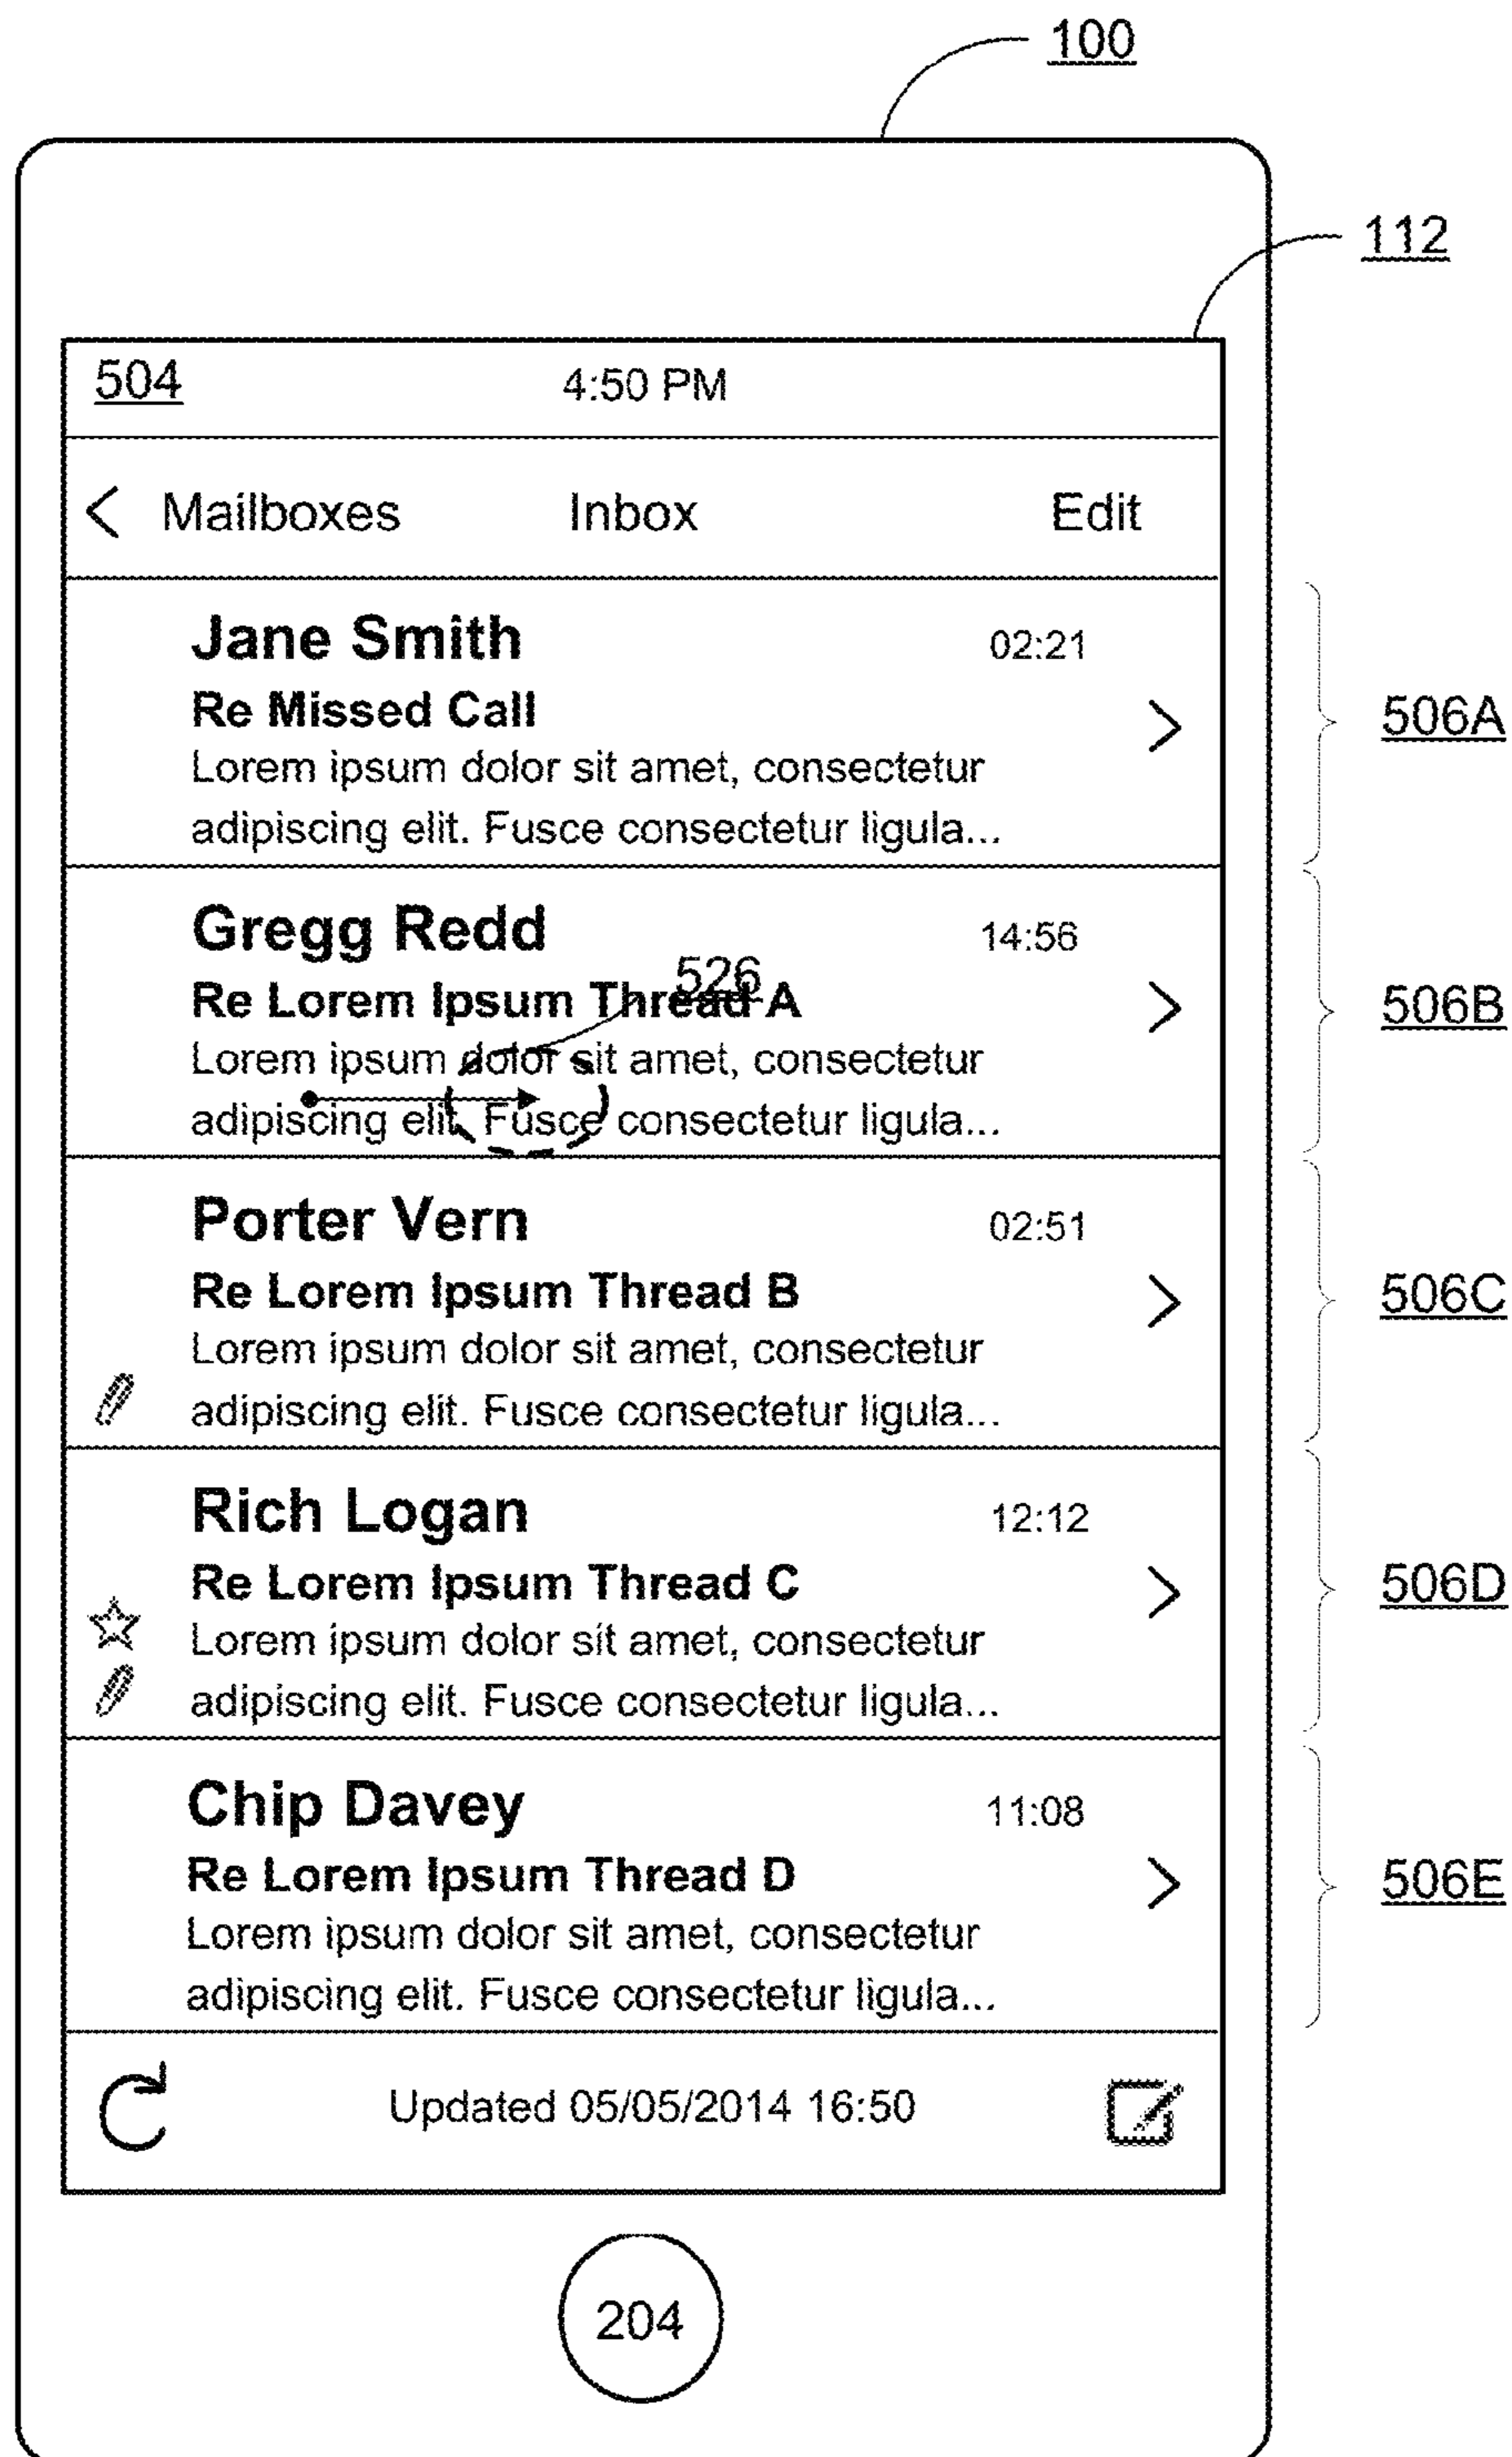 100
112
504 4:50 PM
< Mailboxes Inbox Edit
Jane Smith 02:21
Re Missed Call
506A
Lorem ipsum dolor sit amet, consectetur
adipiscing elit. Fusce consectetur ligula...
Gregg Redd 14:56
526
Re Lorem Ipsum Thread A
506B
Lorem ipsum dolor sit amet, consectetur
adipiscing elit. Fusce consectetur ligula...
Porter Vern 02:51
Re Lorem Ipsum Thread B
506C
Lorem ipsum dolor sit amet, consectetur
adipiscing elit. Fusce consectetur ligula...
Rich Logan 12:12
Re Lorem Ipsum Thread C
506D
Lorem ipsum dolor sit amet, consectetur
adipiscing elit. Fusce consectetur ligula...
Chip Davey 11:08
Re Lorem Ipsum Thread D
506E
Lorem ipsum dolor sit amet, consectetur
adipiscing elit. Fusce consectetur ligula...
Updated 05/05/2014 16:50
204